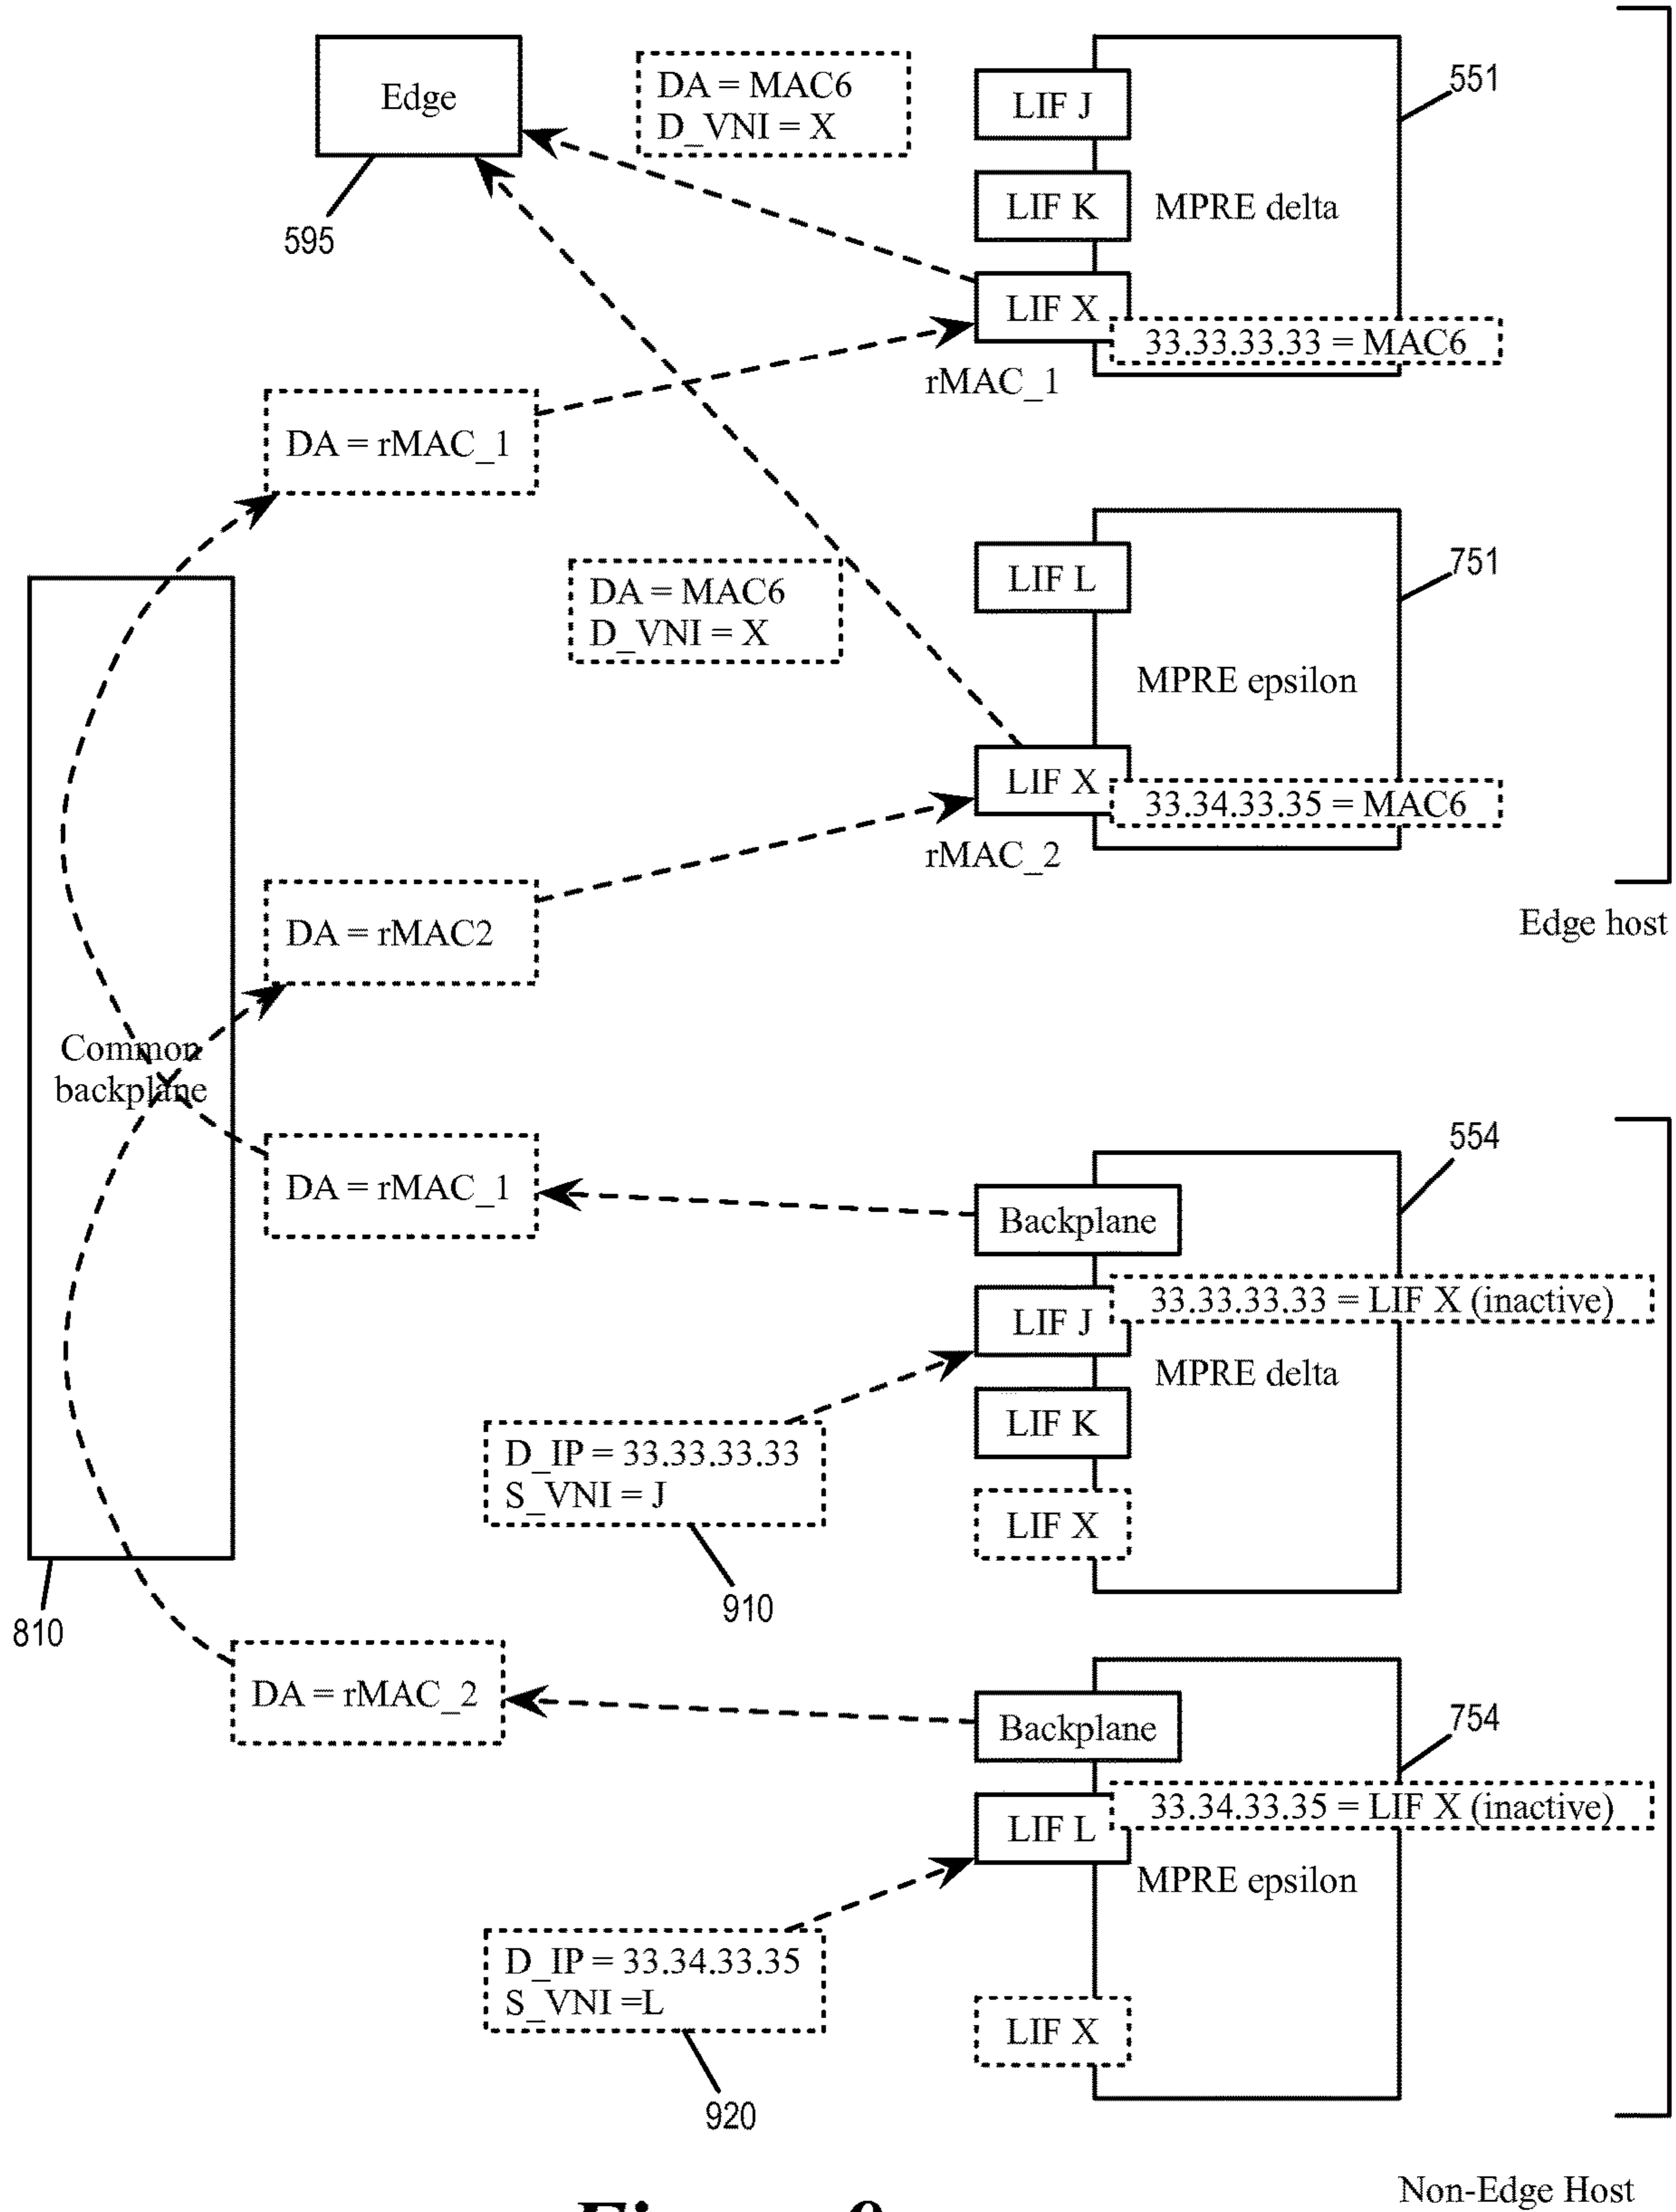 Edge
595
DA = MAC6
D_VNI = X
LIF J
LIF K
MPRE delta
551
LIF X
33.33.33.33 = MAC6
rMAC_1
DA = rMAC_1
DA = MAC6
D_VNI = X
LIF L
751
MPRE epsilon
LIF X
33.34.33.35 = MAC6
rMAC_2
DA = rMAC2
Edge host
Common
backplane
810
DA = rMAC_1
Backplane
554
33.33.33.33 = LIF X (inactive)
LIF J
MPRE delta
LIF K
D_IP = 33.33.33.33
S_VNI = J
LIF X
910
DA = rMAC_2
Backplane
754
33.34.33.35 = LIF X (inactive)
LIF L
MPRE epsilon
D_IP = 33.34.33.35
S_VNI =L
LIF X
920
Non-Edge Host